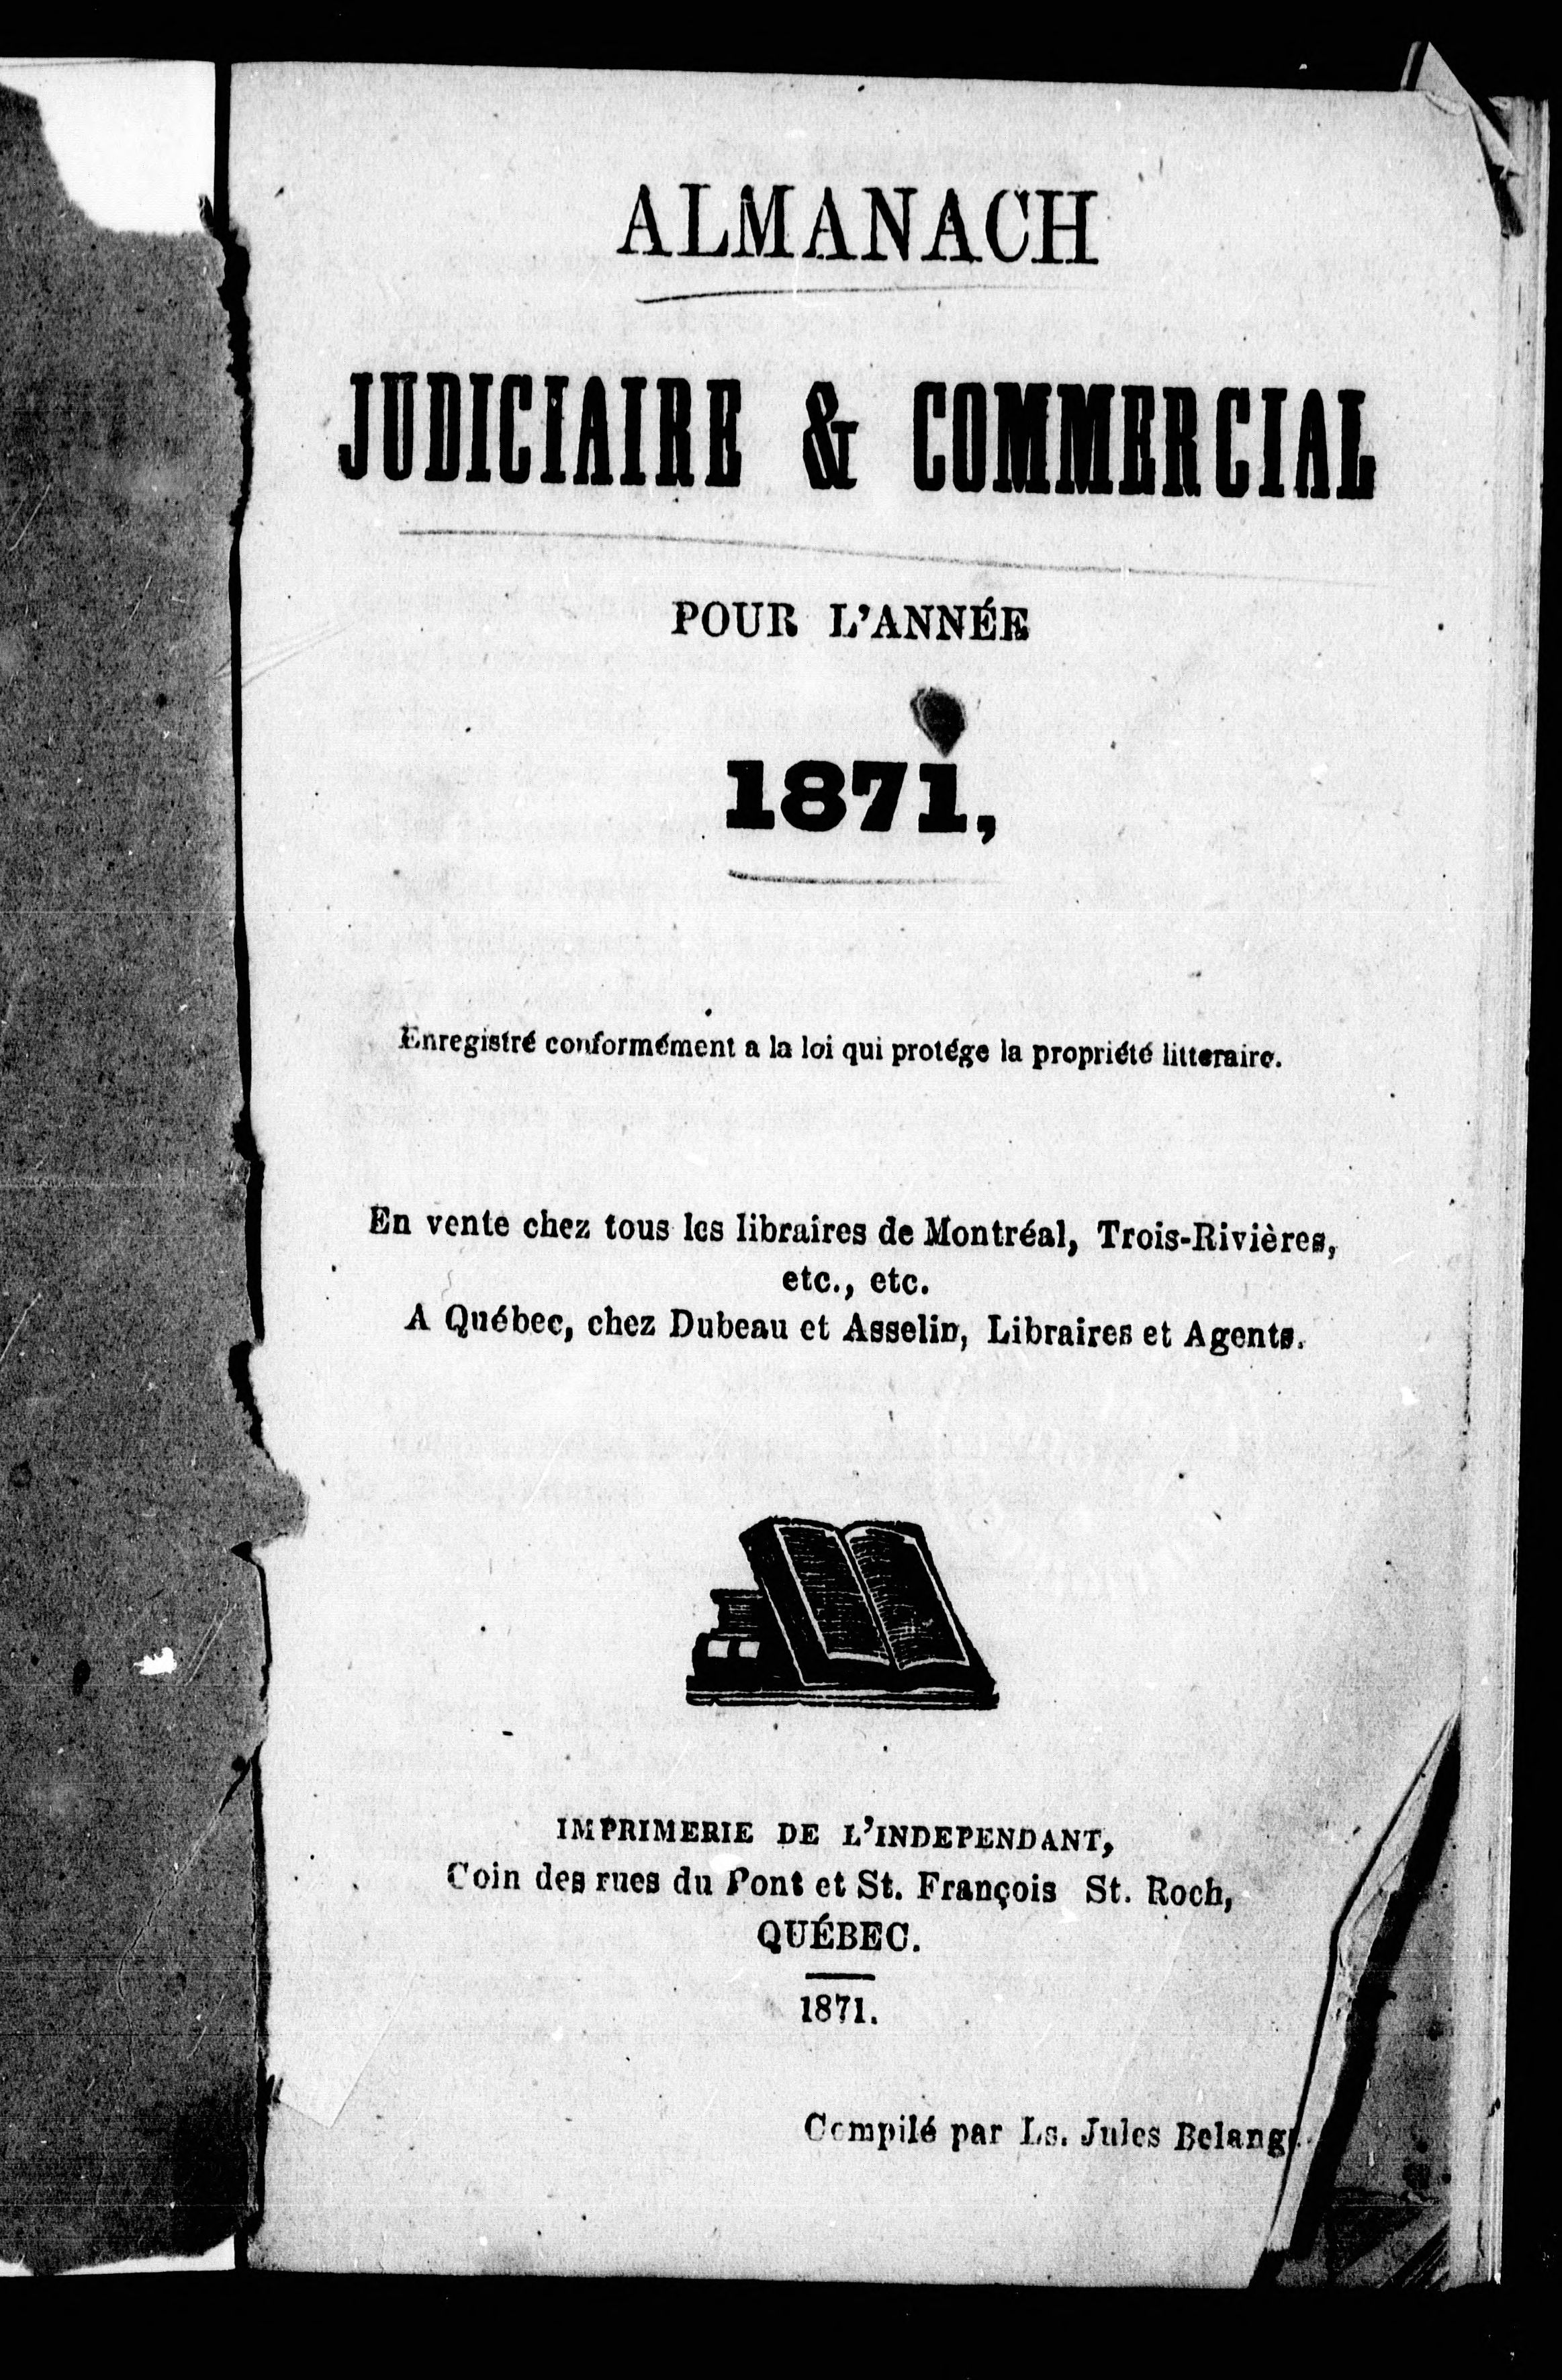 ALMANACH
JUDICIAIRE & COMMERCIAL
POUR L'ANNÉE
1871,
Enregistré conformément a la loi qui protége la propriété litteraire.
En vente chez tous les libraires de Montréal, Trois-Rivières,
etc., etc.
A Québec, chez Dubeau et Asselin, Libraires et Agents.
IMPRIMERIE DE L'INDEPENDANT,
Coin des rues du Pont et St. François St. Roch,
QUÉBEC.
1871.
Compilé par Ls. Jules